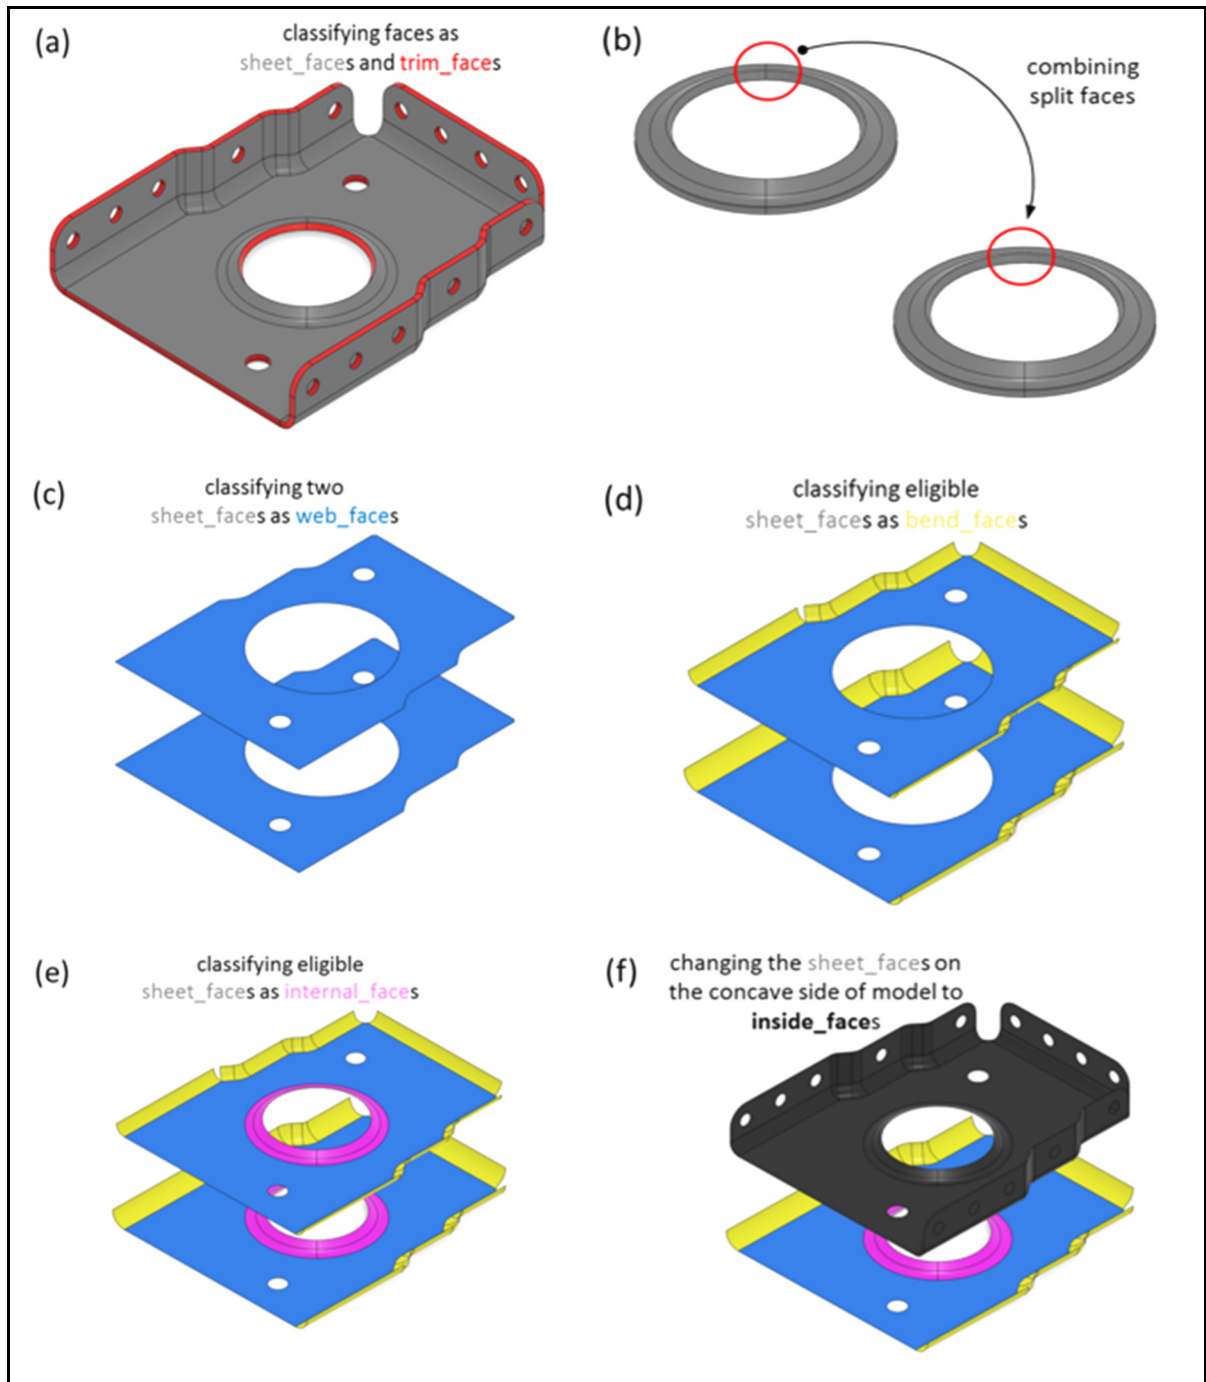 (a)
classifying faces as
sheet_faces and trim_faces
(b)
combining
split faces
(c)
classifying two
sheet_faces as web_faces
(d)
classifying eligible
sheet_faces as bend_faces
(e)
classifying eligible
sheet_faces as internal_faces
(f)
changing the sheet_faces on
the concave side of model to
inside_faces